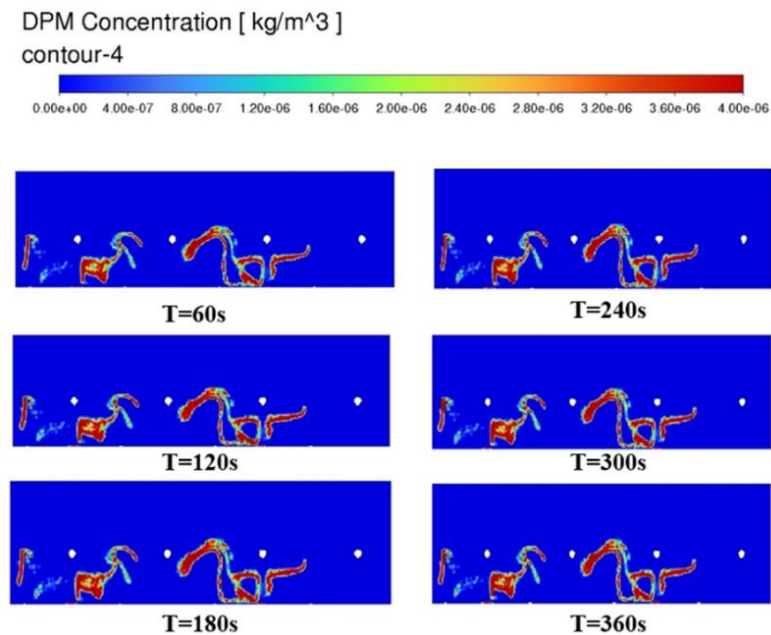 DPM Concentration [ kg/m^3 ]
contour-4
0.00e+00 4.00e-07 8.00e-07 1.20e-06 1.60e-06 2.00e-06 2.40e-06 2.80e-06 3.20e-06 3.60e-06 4.00e-06
T=60s
T=240s
T=120s
T=300s
T=180s
T=360s